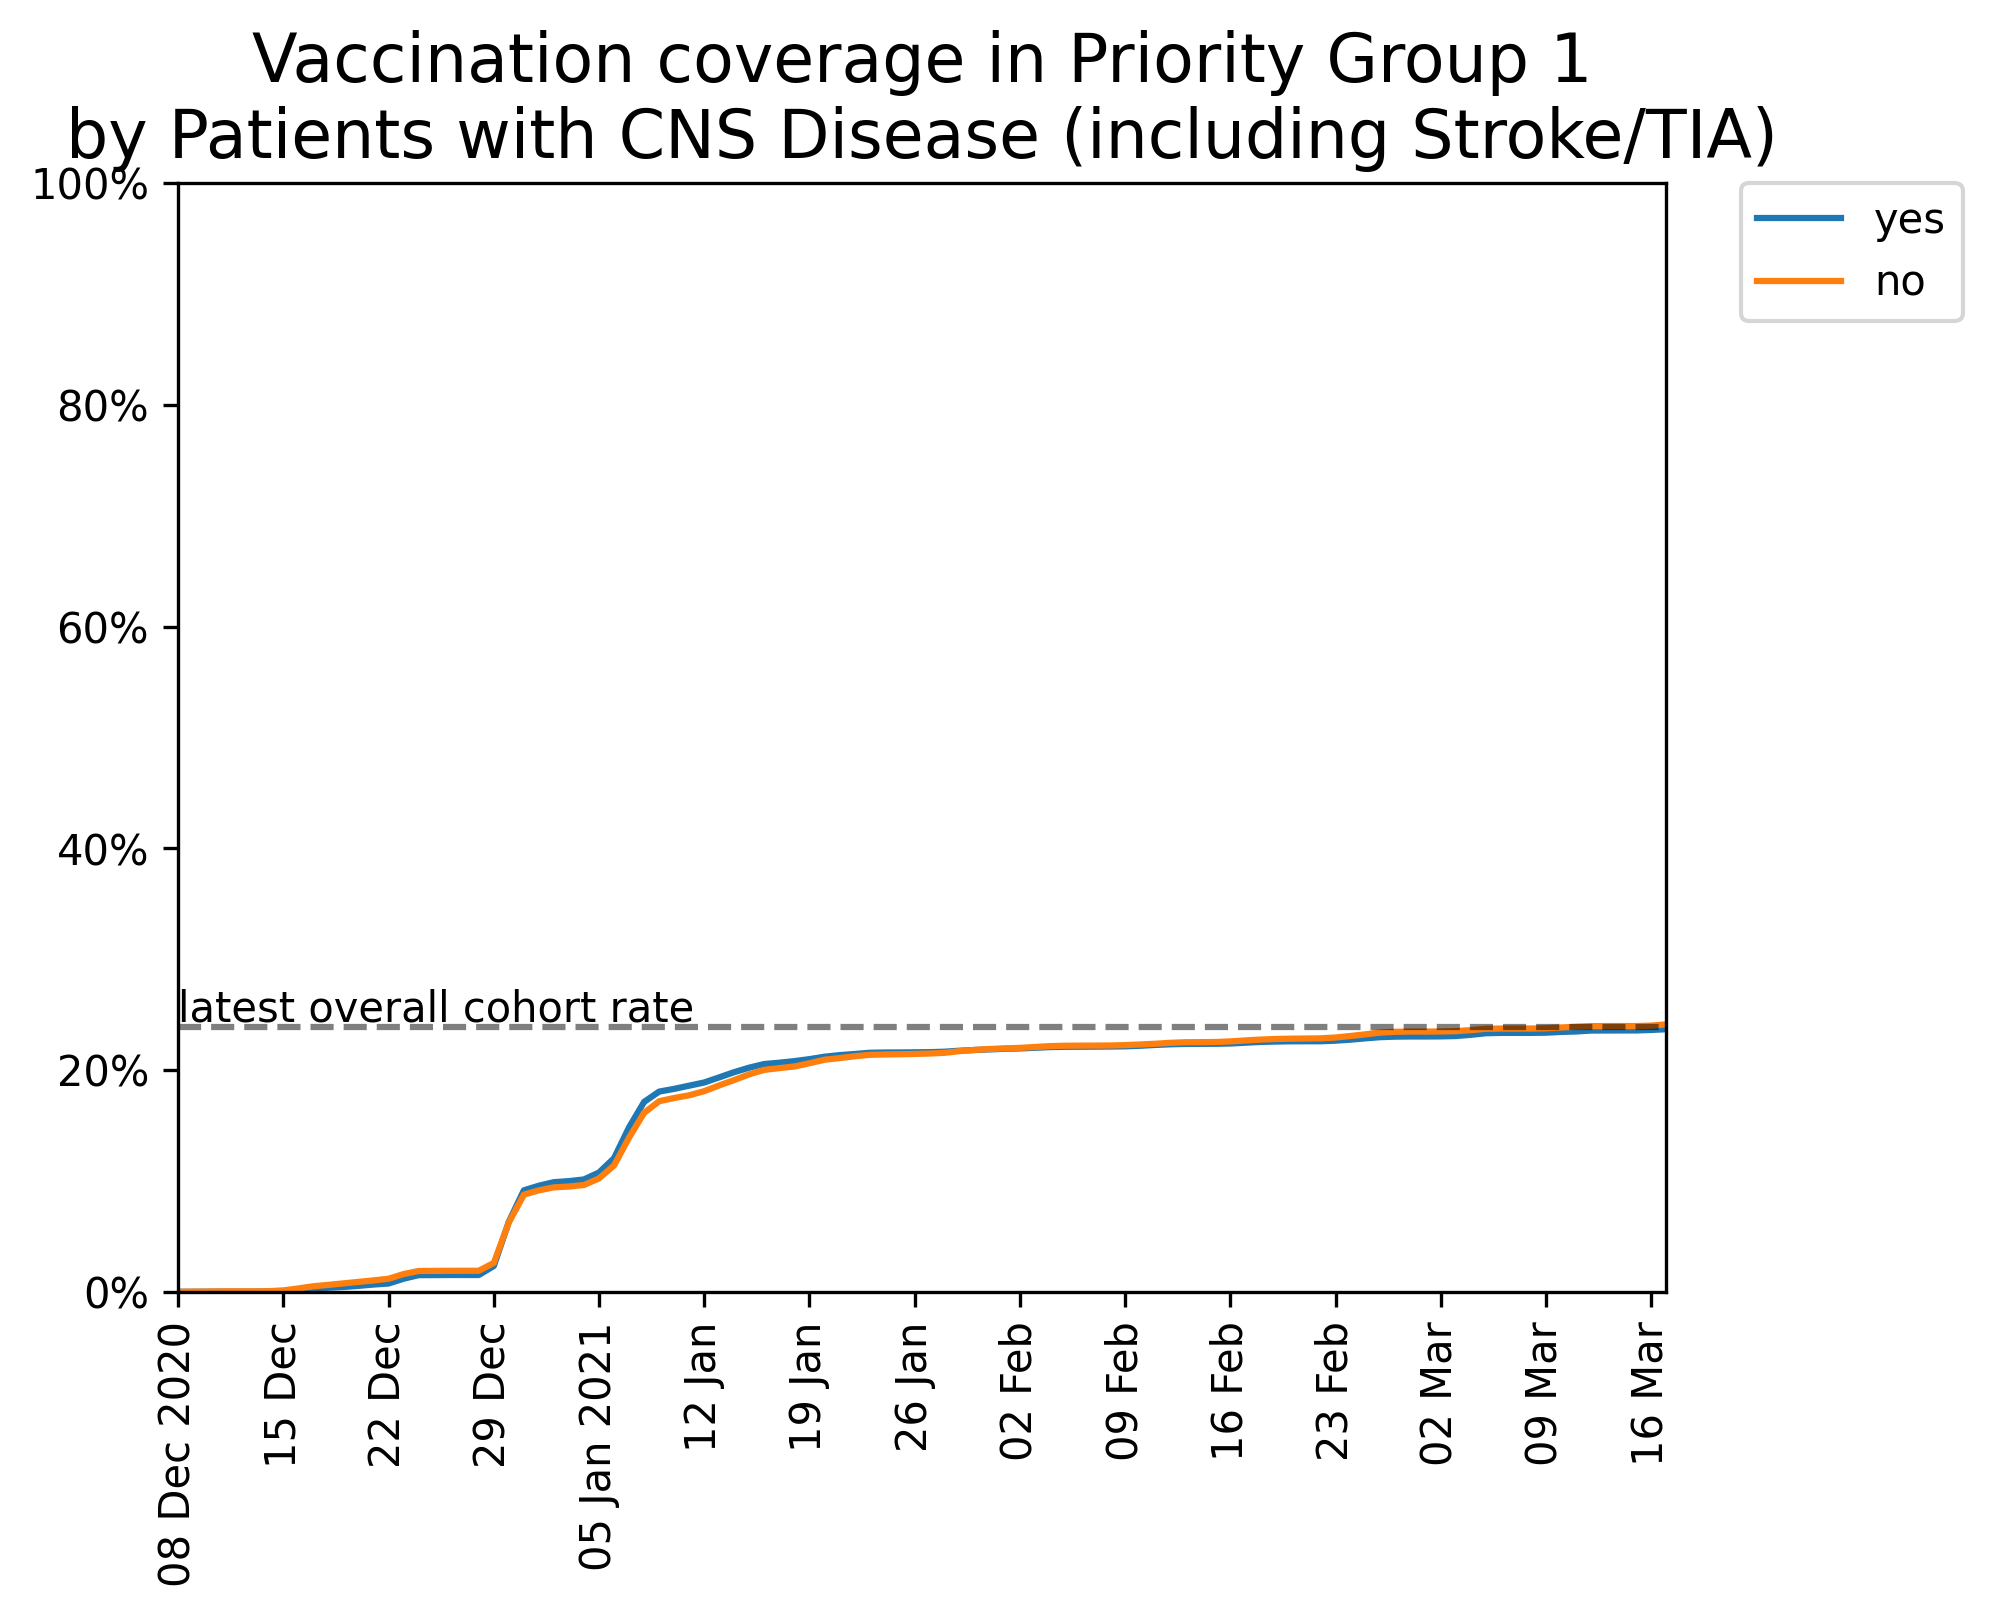 Vaccination coverage in Priority Group 1
by Patients with CNS Disease (including Stroke/TIA)
100%
80%
60%
40%
20%
0%
yes
no
latest overall cohort rate
08 Dec 2020
15 Dec
22 Dec
29 Dec
05 Jan 2021
12 Jan
19 Jan
26 Jan
02 Feb
09 Feb
16 Feb
23 Feb
02 Mar
09 Mar
16 Mar